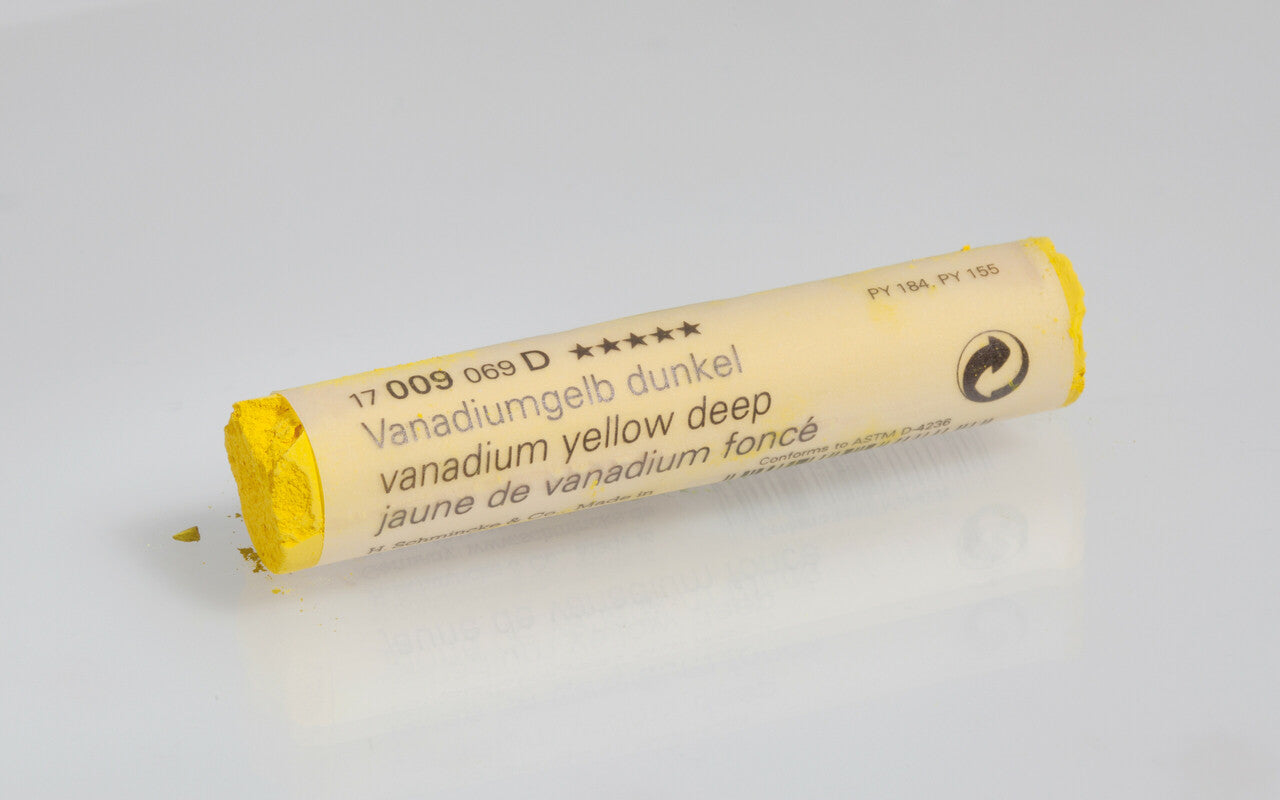 17 009 069 D ★★★★★
Vanadiumgelb dunkel
vanadium yellow deep
jaune de vanadium foncé
H. Schmincke & Co. Made in
PY 184, PY 155
Conforms to ASTM D-4236